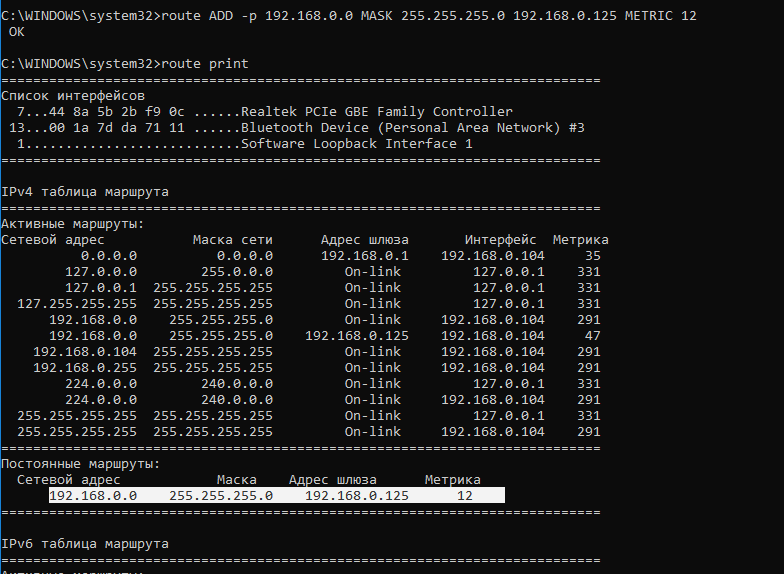 C:\WINDOWS\system32>route ADD -p 192.168.0.0 MASK 255.255.255.0 192.168.0.125 METRIC 12
 OK
C:\WINDOWS\system32>route print
===========================================================================
Список интерфейсов
  7...44 8a 5b 2b f9 0c ......Realtek PCIe GBE Family Controller
 13...00 1a 7d da 71 11 ......Bluetooth Device (Personal Area Network) #3
  1...........................Software Loopback Interface 1
===========================================================================
IPv4 таблица маршрута
===========================================================================
Активные маршруты:
Сетевой адрес           Маска сети      Адрес шлюза       Интерфейс  Метрика
          0.0.0.0          0.0.0.0      192.168.0.1    192.168.0.104     35
        127.0.0.0        255.0.0.0         On-link         127.0.0.1    331
        127.0.0.1  255.255.255.255         On-link         127.0.0.1    331
  127.255.255.255  255.255.255.255         On-link         127.0.0.1    331
      192.168.0.0    255.255.255.0         On-link     192.168.0.104    291
      192.168.0.0    255.255.255.0    192.168.0.125    192.168.0.104     47
    192.168.0.104  255.255.255.255         On-link     192.168.0.104    291
    192.168.0.255  255.255.255.255         On-link     192.168.0.104    291
        224.0.0.0        240.0.0.0         On-link         127.0.0.1    331
        224.0.0.0        240.0.0.0         On-link     192.168.0.104    291
  255.255.255.255  255.255.255.255         On-link         127.0.0.1    331
  255.255.255.255  255.255.255.255         On-link     192.168.0.104    291
===========================================================================
Постоянные маршруты:
  Сетевой адрес            Маска    Адрес шлюза      Метрика
      192.168.0.0    255.255.255.0    192.168.0.125      12
===========================================================================
IPv6 таблица маршрута
===========================================================================